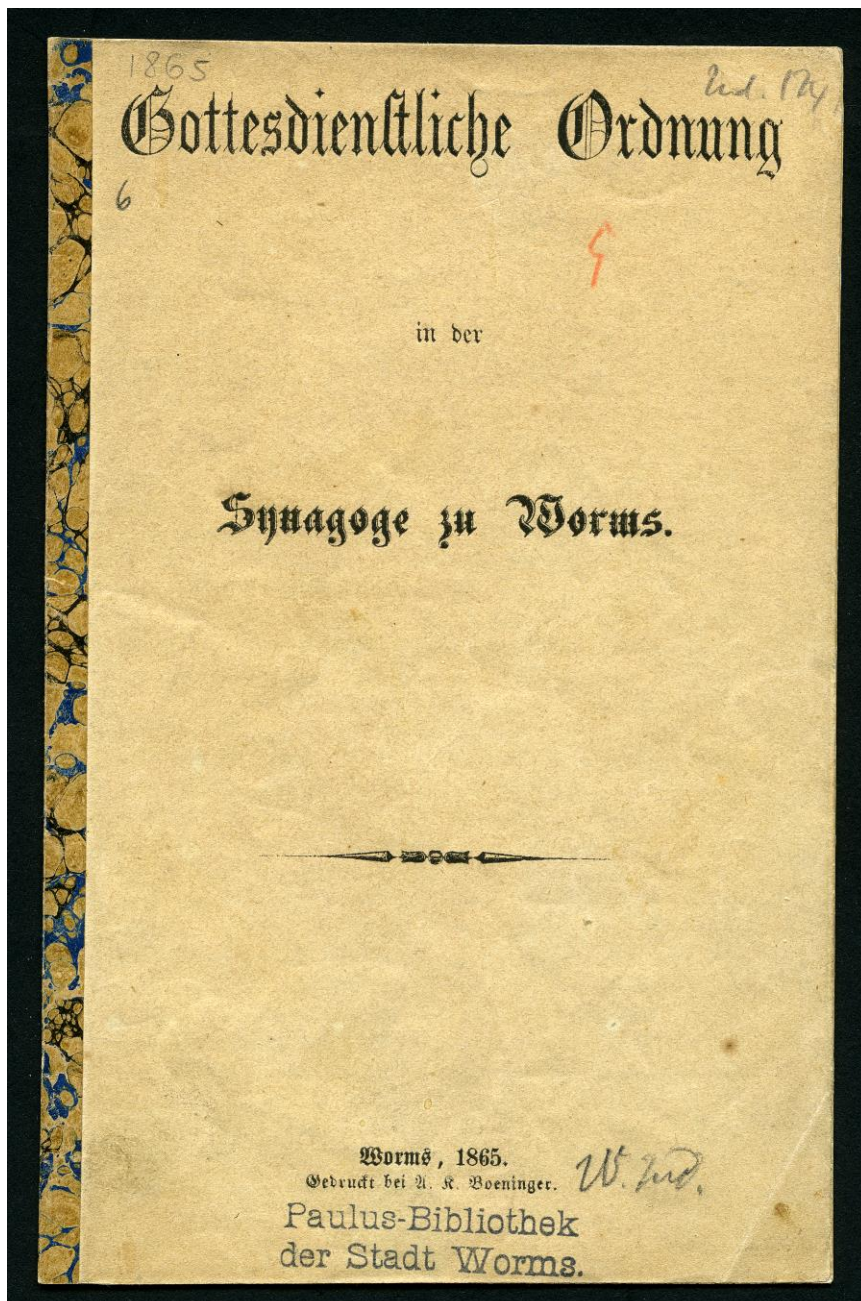 1865
Gottesdienstliche Ordnung
6
in der
Synagoge zu Worms.
Worms, 1865.
Gedruckt bei A. K. Boeninger.
W. Jud.
Paulus-Bibliothek
der Stadt Worms.